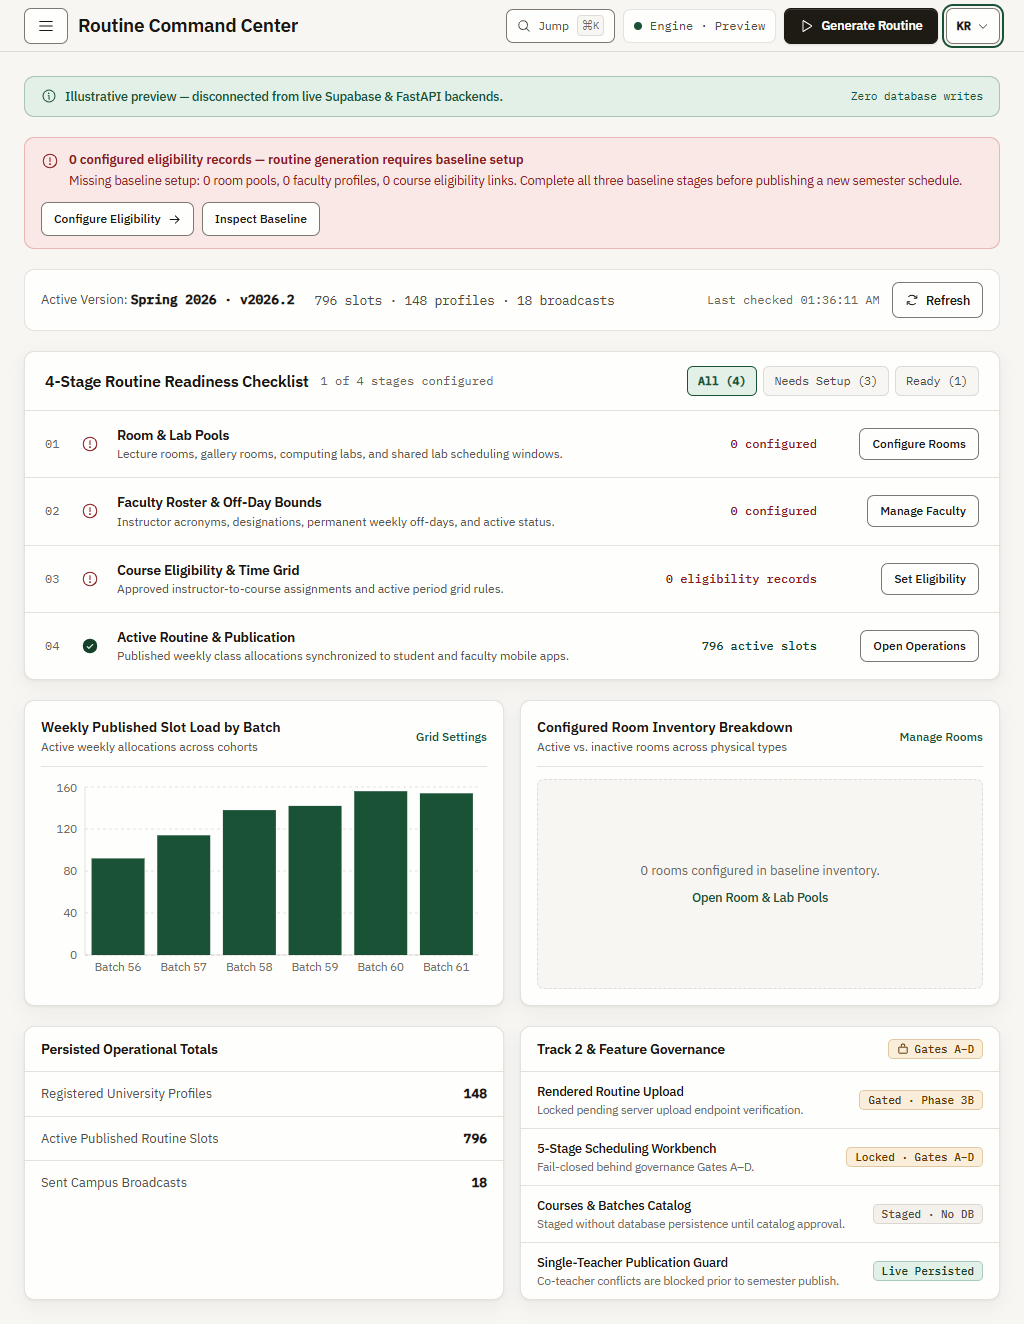 Routine Command Center
Jump ⌘K
Engine · Preview
Generate Routine
KR
Illustrative preview — disconnected from live Supabase & FastAPI backends.
Zero database writes
0 configured eligibility records — routine generation requires baseline setup
Missing baseline setup: 0 room pools, 0 faculty profiles, 0 course eligibility links. Complete all three baseline stages before publishing a new semester schedule.
Configure Eligibility →
Inspect Baseline
Active Version: Spring 2026 · v2026.2
796 slots · 148 profiles · 18 broadcasts
Last checked 01:36:11 AM
Refresh
4-Stage Routine Readiness Checklist
1 of 4 stages configured
All (4)
Needs Setup (3)
Ready (1)
01
Room & Lab Pools
Lecture rooms, gallery rooms, computing labs, and shared lab scheduling windows.
0 configured
Configure Rooms
02
Faculty Roster & Off-Day Bounds
Instructor acronyms, designations, permanent weekly off-days, and active status.
0 configured
Manage Faculty
03
Course Eligibility & Time Grid
Approved instructor-to-course assignments and active period grid rules.
0 eligibility records
Set Eligibility
04
Active Routine & Publication
Published weekly class allocations synchronized to student and faculty mobile apps.
796 active slots
Open Operations
Weekly Published Slot Load by Batch
Active weekly allocations across cohorts
Grid Settings
160
120
80
40
0
Batch 56 Batch 57 Batch 58 Batch 59 Batch 60 Batch 61
Configured Room Inventory Breakdown
Active vs. inactive rooms across physical types
Manage Rooms
0 rooms configured in baseline inventory.
Open Room & Lab Pools
Persisted Operational Totals
Registered University Profiles 148
Active Published Routine Slots 796
Sent Campus Broadcasts 18
Track 2 & Feature Governance
Gates A–D
Rendered Routine Upload
Locked pending server upload endpoint verification.
Gated · Phase 3B
5-Stage Scheduling Workbench
Fail-closed behind governance Gates A–D.
Locked · Gates A–D
Courses & Batches Catalog
Staged without database persistence until catalog approval.
Staged · No DB
Single-Teacher Publication Guard
Co-teacher conflicts are blocked prior to semester publish.
Live Persisted